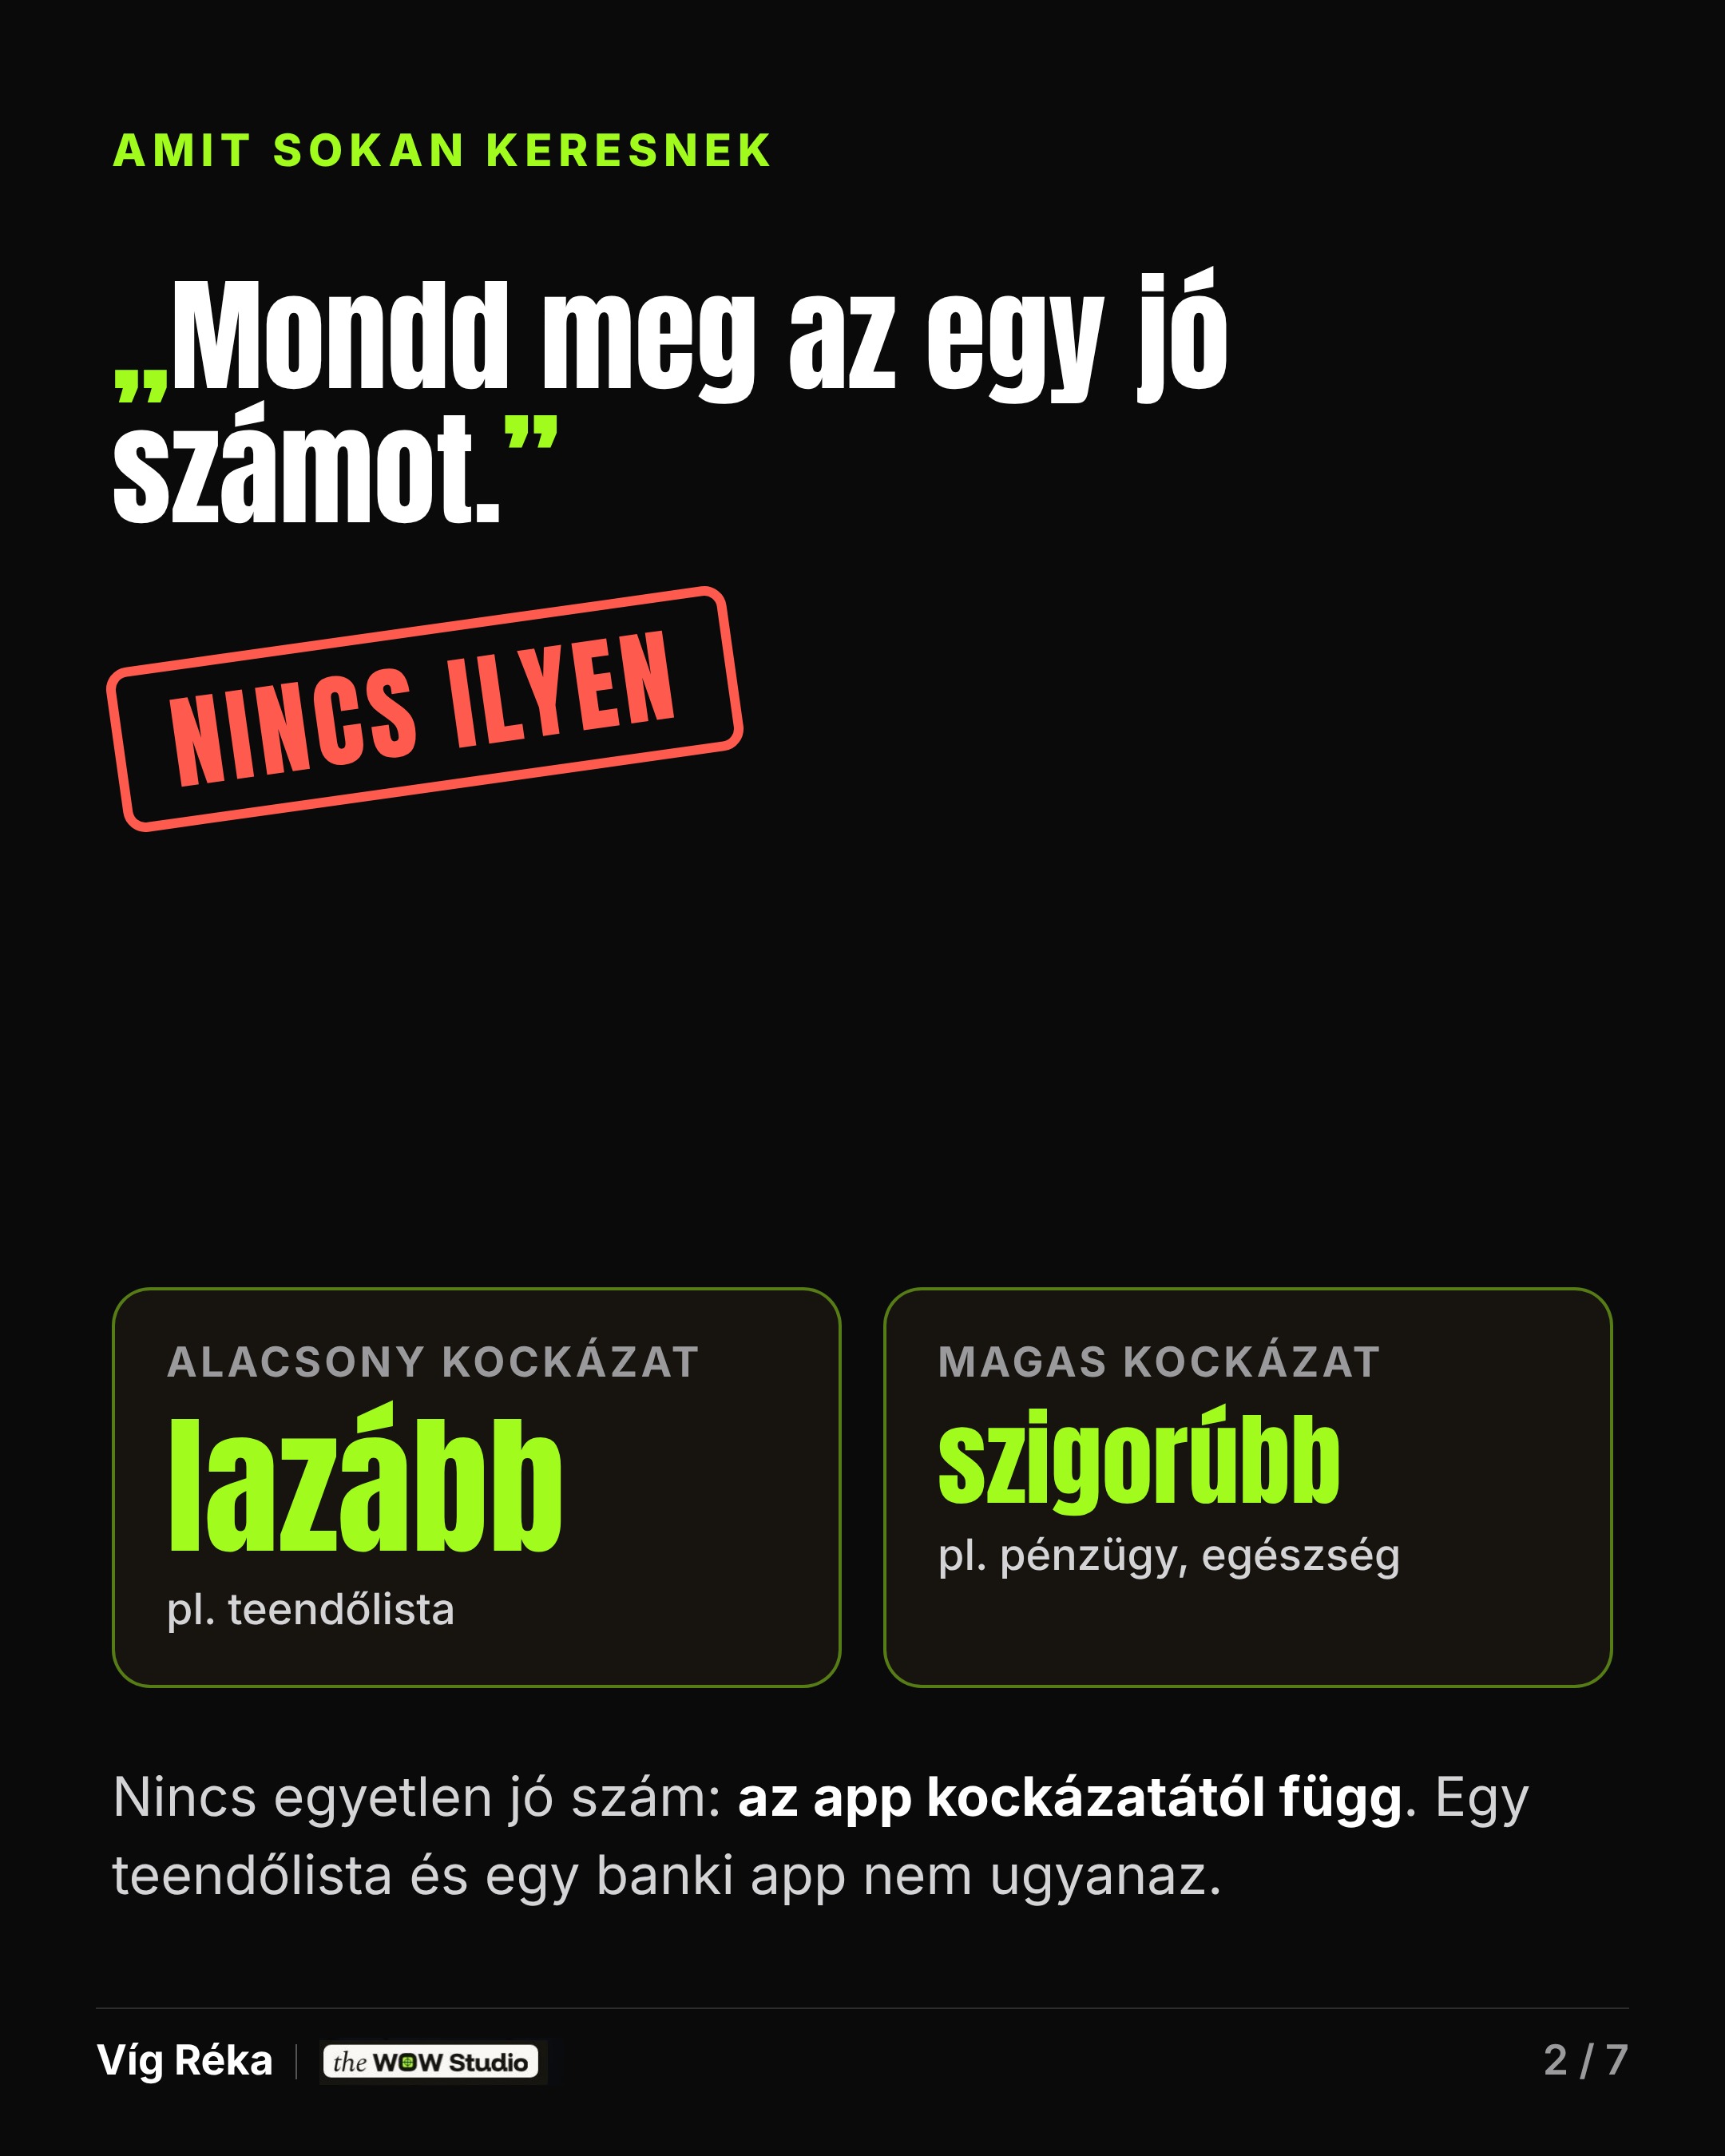 AMIT SOKAN KERESNEK
„Mondd meg az egy jó
számot.”
NINCS ILYEN
ALACSONY KOCKÁZAT
lazább
pl. teendőlista
MAGAS KOCKÁZAT
szigorúbb
pl. pénzügy, egészség
Nincs egyetlen jó szám: az app kockázatától függ. Egy
teendőlista és egy banki app nem ugyanaz.
Víg Réka
the WOW Studio
2 / 7